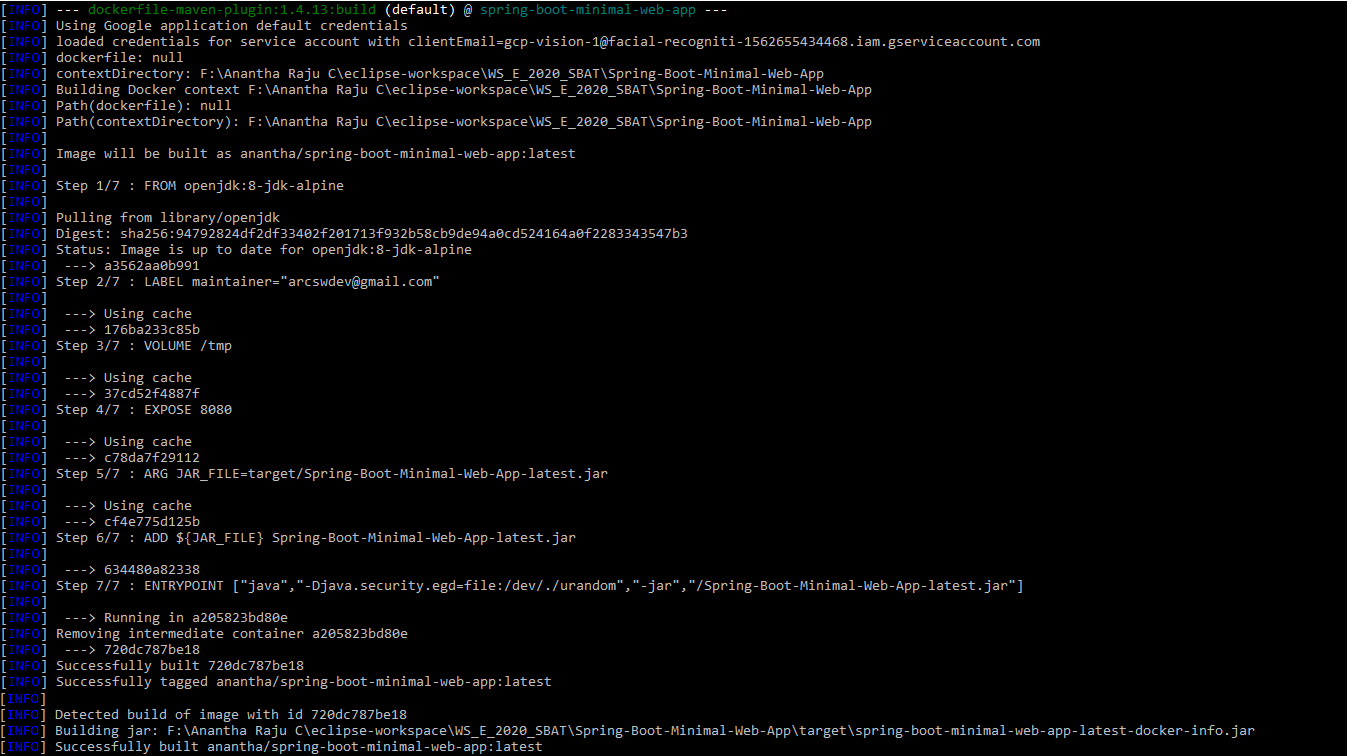 [INFO] --- dockerfile-maven-plugin:1.4.13:build (default) @ spring-boot-minimal-web-app ---
[INFO] Using Google application default credentials
[INFO] loaded credentials for service account with clientEmail=gcp-vision-1@facial-recogniti-1562655434468.iam.gserviceaccount.com
[INFO] dockerfile: null
[INFO] contextDirectory: F:\Anantha Raju C\eclipse-workspace\WS_E_2020_SBAT\Spring-Boot-Minimal-Web-App
[INFO] Building Docker context F:\Anantha Raju C\eclipse-workspace\WS_E_2020_SBAT\Spring-Boot-Minimal-Web-App
[INFO] Path(dockerfile): null
[INFO] Path(contextDirectory): F:\Anantha Raju C\eclipse-workspace\WS_E_2020_SBAT\Spring-Boot-Minimal-Web-App
[INFO]
[INFO] Image will be built as anantha/spring-boot-minimal-web-app:latest
[INFO]
[INFO] Step 1/7 : FROM openjdk:8-jdk-alpine
[INFO]
[INFO] Pulling from library/openjdk
[INFO] Digest: sha256:94792824df2df33402f201713f932b58cb9de94a0cd524164a0f2283343547b3
[INFO] Status: Image is up to date for openjdk:8-jdk-alpine
[INFO]  ---> a3562aa0b991
[INFO] Step 2/7 : LABEL maintainer="arcswdev@gmail.com"
[INFO]
[INFO]  ---> Using cache
[INFO]  ---> 176ba233c85b
[INFO] Step 3/7 : VOLUME /tmp
[INFO]
[INFO]  ---> Using cache
[INFO]  ---> 37cd52f4887f
[INFO] Step 4/7 : EXPOSE 8080
[INFO]
[INFO]  ---> Using cache
[INFO]  ---> c78da7f29112
[INFO] Step 5/7 : ARG JAR_FILE=target/Spring-Boot-Minimal-Web-App-latest.jar
[INFO]
[INFO]  ---> Using cache
[INFO]  ---> cf4e775d125b
[INFO] Step 6/7 : ADD ${JAR_FILE} Spring-Boot-Minimal-Web-App-latest.jar
[INFO]
[INFO]  ---> 634480a82338
[INFO] Step 7/7 : ENTRYPOINT ["java","-Djava.security.egd=file:/dev/./urandom","-jar","/Spring-Boot-Minimal-Web-App-latest.jar"]
[INFO]
[INFO]  ---> Running in a205823bd80e
[INFO] Removing intermediate container a205823bd80e
[INFO]  ---> 720dc787be18
[INFO] Successfully built 720dc787be18
[INFO] Successfully tagged anantha/spring-boot-minimal-web-app:latest
[INFO]
[INFO] Detected build of image with id 720dc787be18
[INFO] Building jar: F:\Anantha Raju C\eclipse-workspace\WS_E_2020_SBAT\Spring-Boot-Minimal-Web-App\target\spring-boot-minimal-web-app-latest-docker-info.jar
[INFO] Successfully built anantha/spring-boot-minimal-web-app:latest